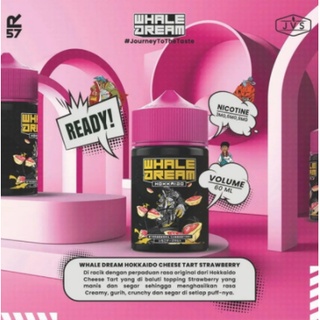 R
57
WHALE
DREAM
#JourneyToTheTaste
JVS
READY!
NICOTINE
VOLUME
60 ML
WHALE
DREAM
HOKKAIDO
WHALE DREAM HOKKAIDO CHEESE TART STRAWBERRY
Di racik dengan perpaduan rasa original dari Hokkaido
Cheese Tart yang di baluti topping Strawberry yang
manis dan segar sehingga menghasilkan rasa
Creamy, gurih, crunchy dan segar di setiap puff-nya.